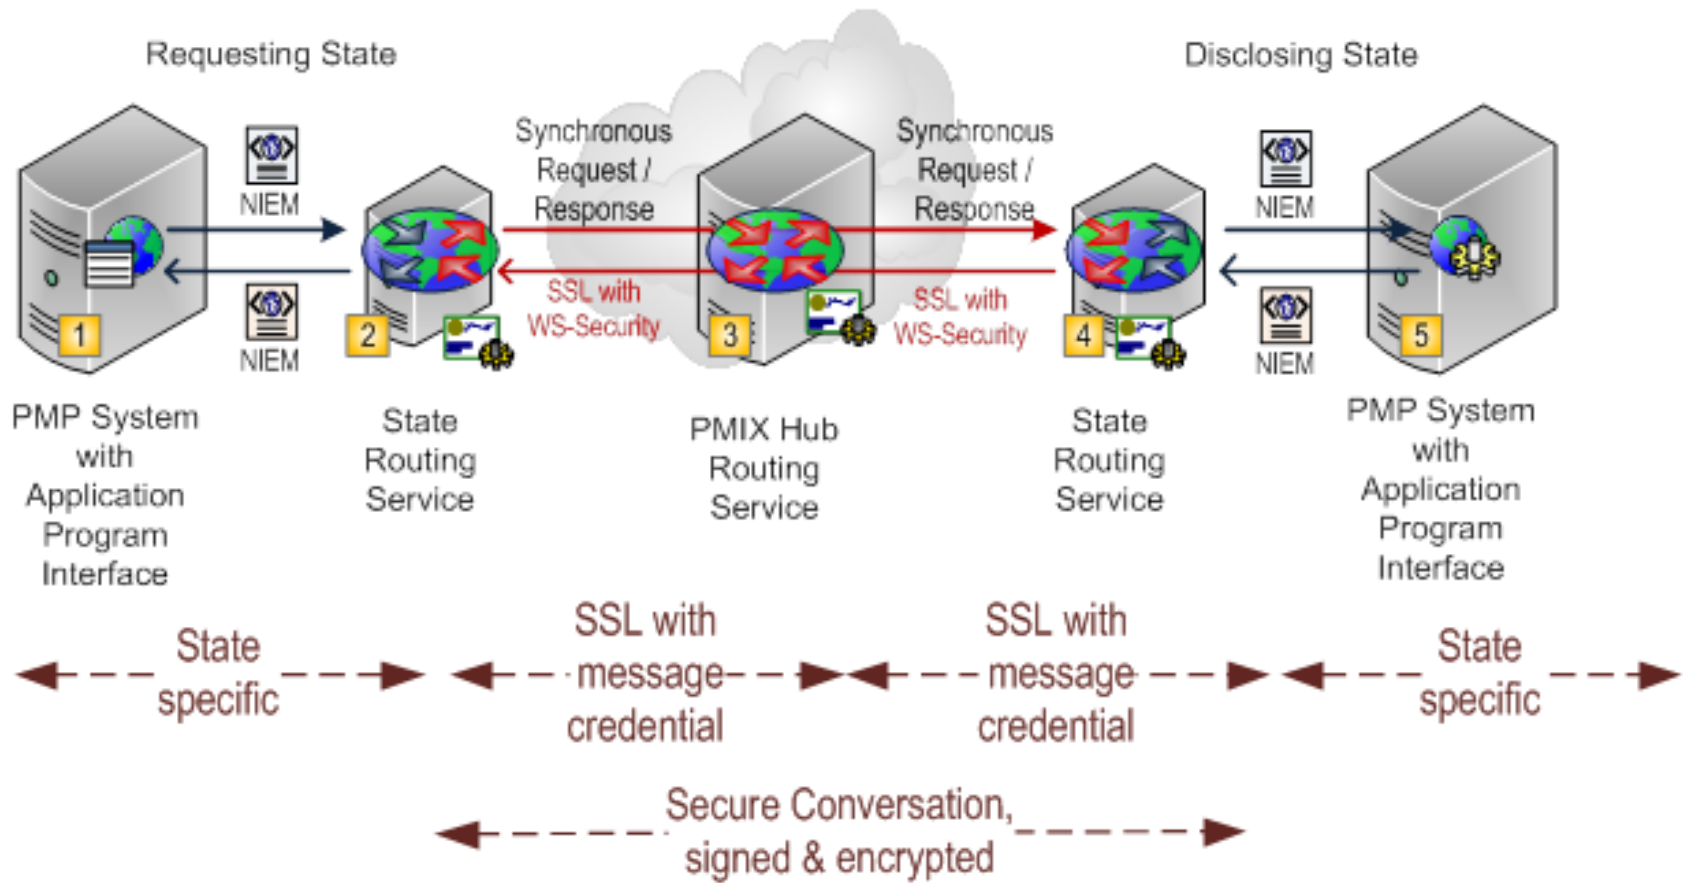 Requesting State
Disclosing State
Synchronous
Request /
Response
Synchronous
Request /
Response
NIEM
NIEM
SSL with
WS-Security
SSL with
WS-Security
NIEM
NIEM
1
2
3
4
5
PMP System
with
Application
Program
Interface
State
Routing
Service
PMIX Hub
Routing
Service
State
Routing
Service
PMP System
with
Application
Program
Interface
State
specific
SSL with
message
credential
SSL with
message
credential
State
specific
Secure Conversation,
signed & encrypted